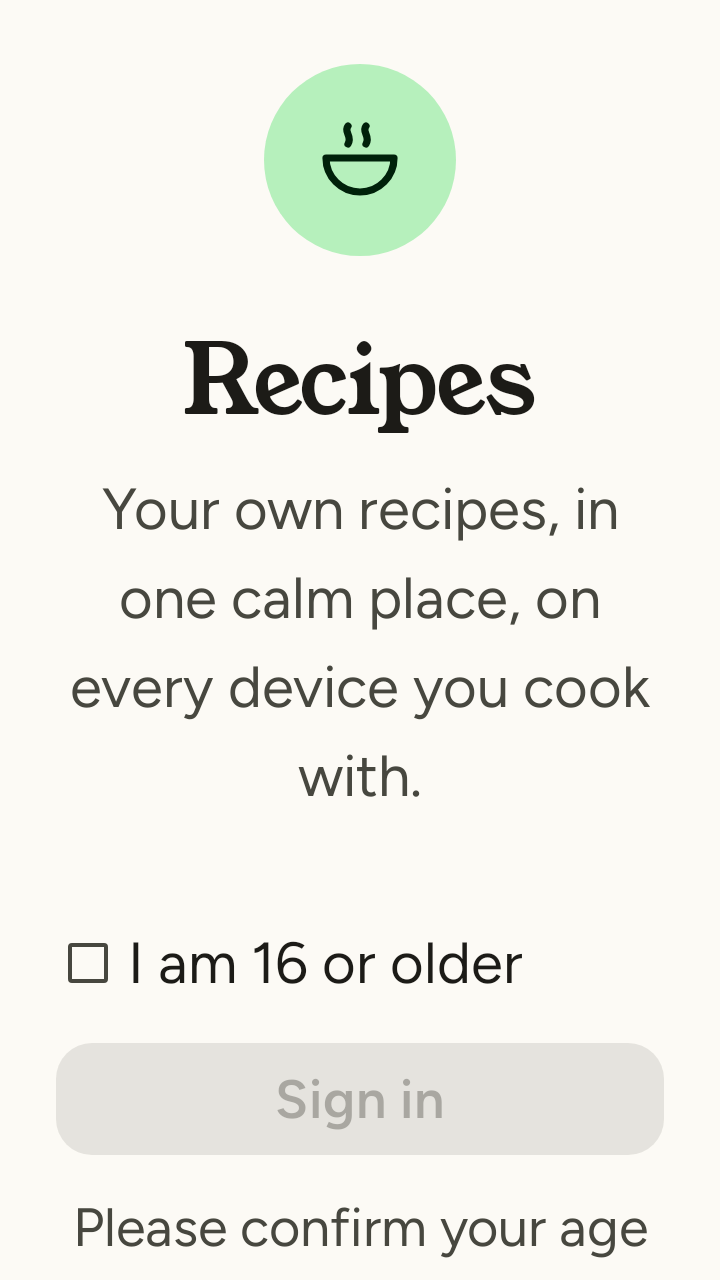 Recipes
Your own recipes, in
one calm place, on
every device you cook
with.
I am 16 or older
Sign in
Please confirm your age